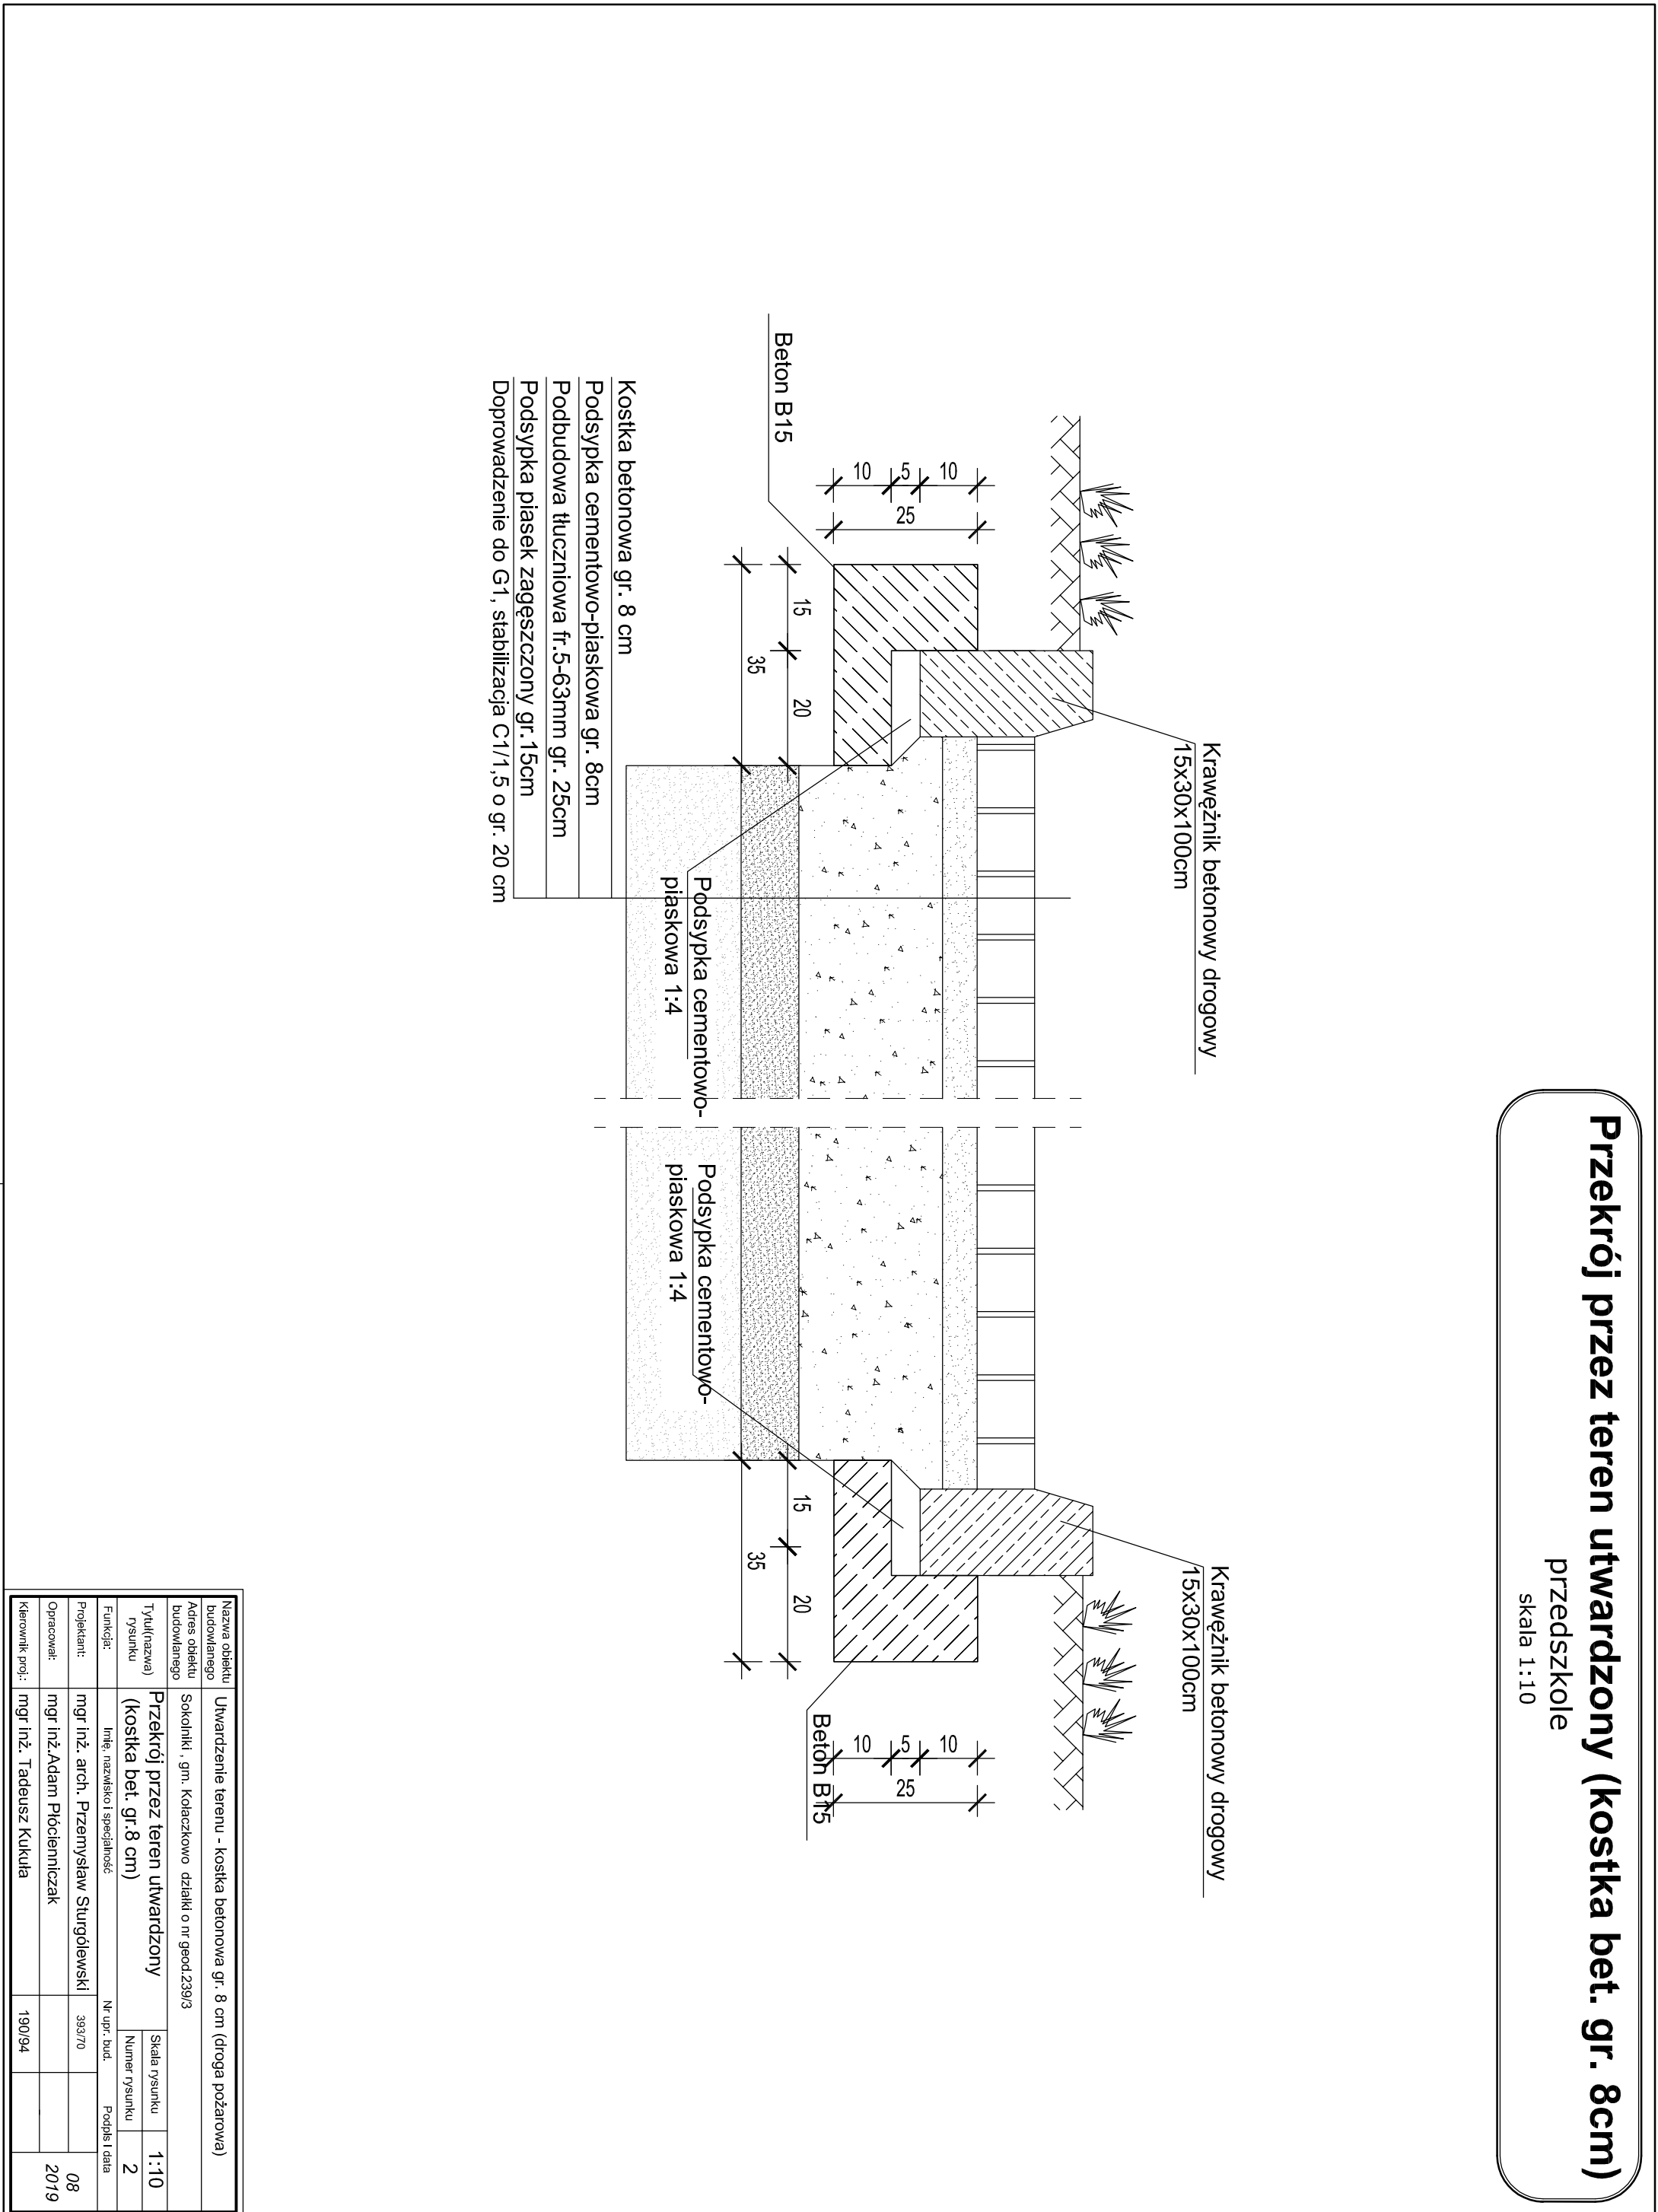 Przekrój przez teren utwardzony (kostka bet. gr. 8cm)
przedszkole
skala 1:10
Krawężnik betonowy drogowy
15x30x100cm
Krawężnik betonowy drogowy
15x30x100cm
10
5
10
25
10
5
10
25
Beton B15
Beton B15
15
20
35
15
20
35
Podsypka cementowo-
piaskowa 1:4
Podsypka cementowo-
piaskowa 1:4
Kostka betonowa gr. 8 cm
Podsypka cementowo-piaskowa gr. 8cm
Podbudowa tłuczniowa fr.5-63mm gr. 25cm
Podsypka piasek zagęszczony gr.15cm
Doprowadzenie do G1, stabilizacja C1/1,5 o gr. 20 cm
Nazwa obiektu
budowlanego
Utwardzenie terenu - kostka betonowa gr. 8 cm (droga pożarowa)
Adres obiektu
budowlanego
Sokolniki , gm. Kołaczkowo działki o nr geod.239/3
Tytuł(nazwa)
rysunku
Przekrój przez teren utwardzony
(kostka bet. gr.8 cm)
Skala rysunku
1:10
Numer rysunku
2
Funkcja:
Imię, nazwisko i specjalność
Nr upr. bud.
Podpis i data
Projektant:
mgr inż. arch. Przemysław Sturgólewski
393/70
Opracował:
mgr inż.Adam Płócienniczak
Kierownik proj.:
mgr inż. Tadeusz Kukuła
190/94
08
2019